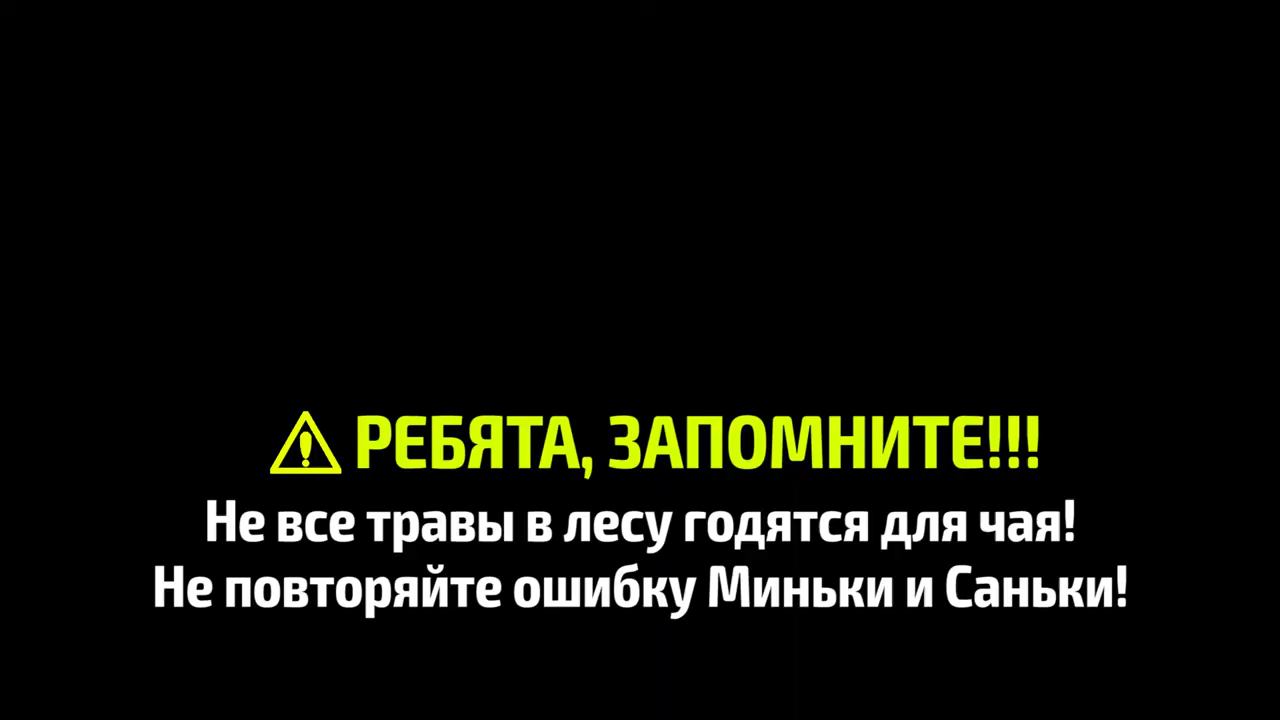 ⚠ РЕБЯТА, ЗАПОМНИТЕ!!!
Не все травы в лесу годятся для чая!
Не повторяйте ошибку Миньки и Саньки!